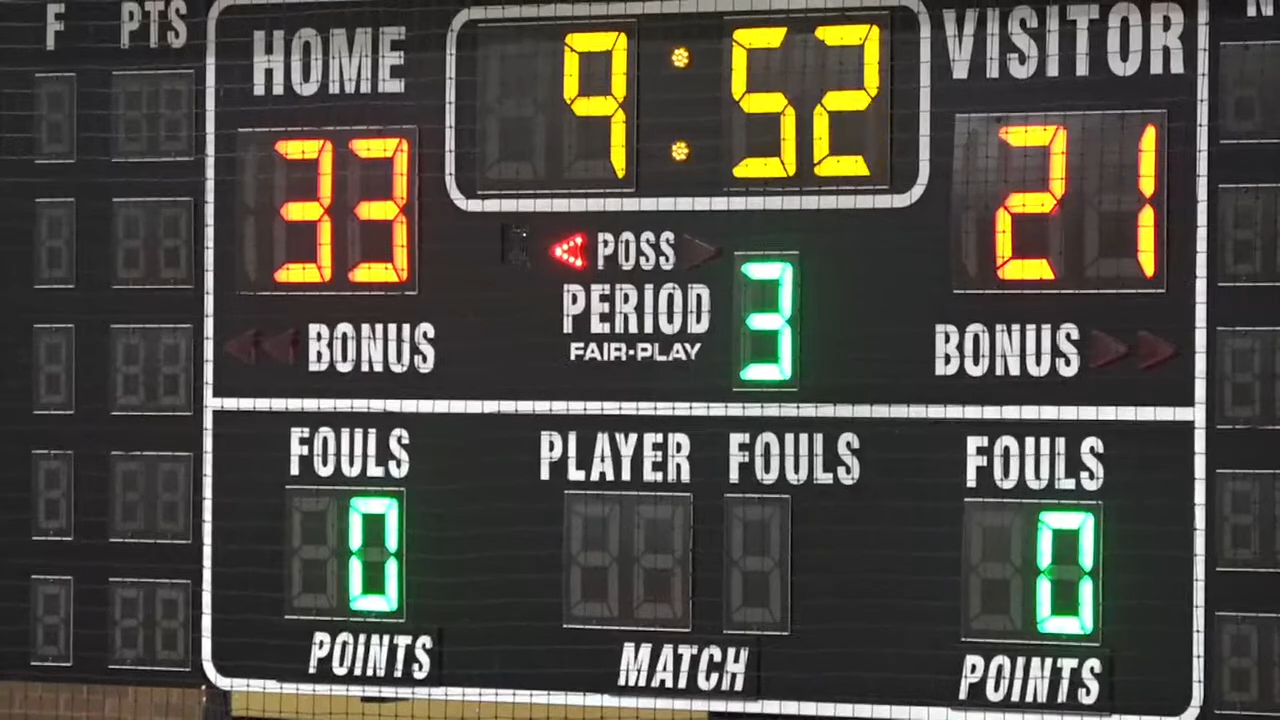 F PTS
HOME 9:52 VISITOR
33 21
POSS
PERIOD 3
FAIR-PLAY
BONUS BONUS
FOULS PLAYER FOULS FOULS
0 0
POINTS MATCH POINTS